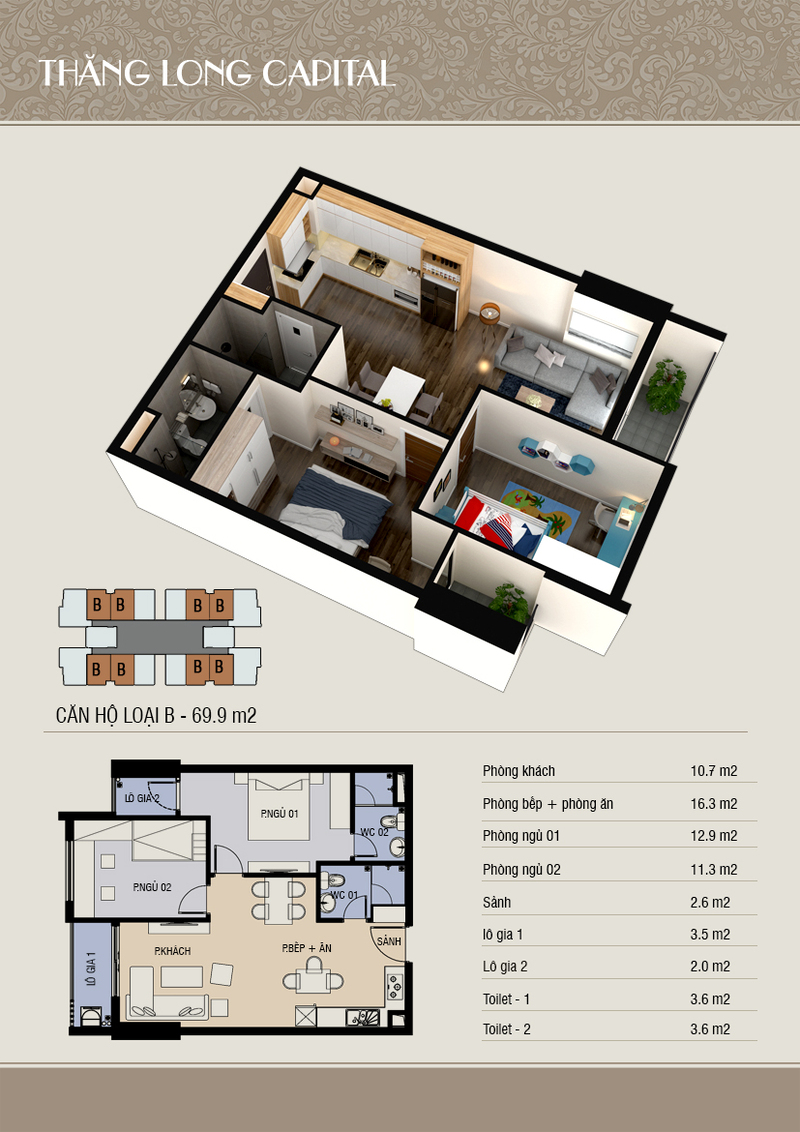 THĂNG LONG CAPITAL
B B B B
B B B B
CĂN HỘ LOẠI B - 69.9 m2
LÔ GIA 2
P.NGỦ 01
WC 02
P.NGỦ 02
WC 01
P.KHÁCH
P.BẾP + ĂN
SẢNH
LÔ GIA 1
Phòng khách 10.7 m2
Phòng bếp + phòng ăn 16.3 m2
Phòng ngủ 01 12.9 m2
Phòng ngủ 02 11.3 m2
Sảnh 2.6 m2
lô gia 1 3.5 m2
Lô gia 2 2.0 m2
Toilet - 1 3.6 m2
Toilet - 2 3.6 m2